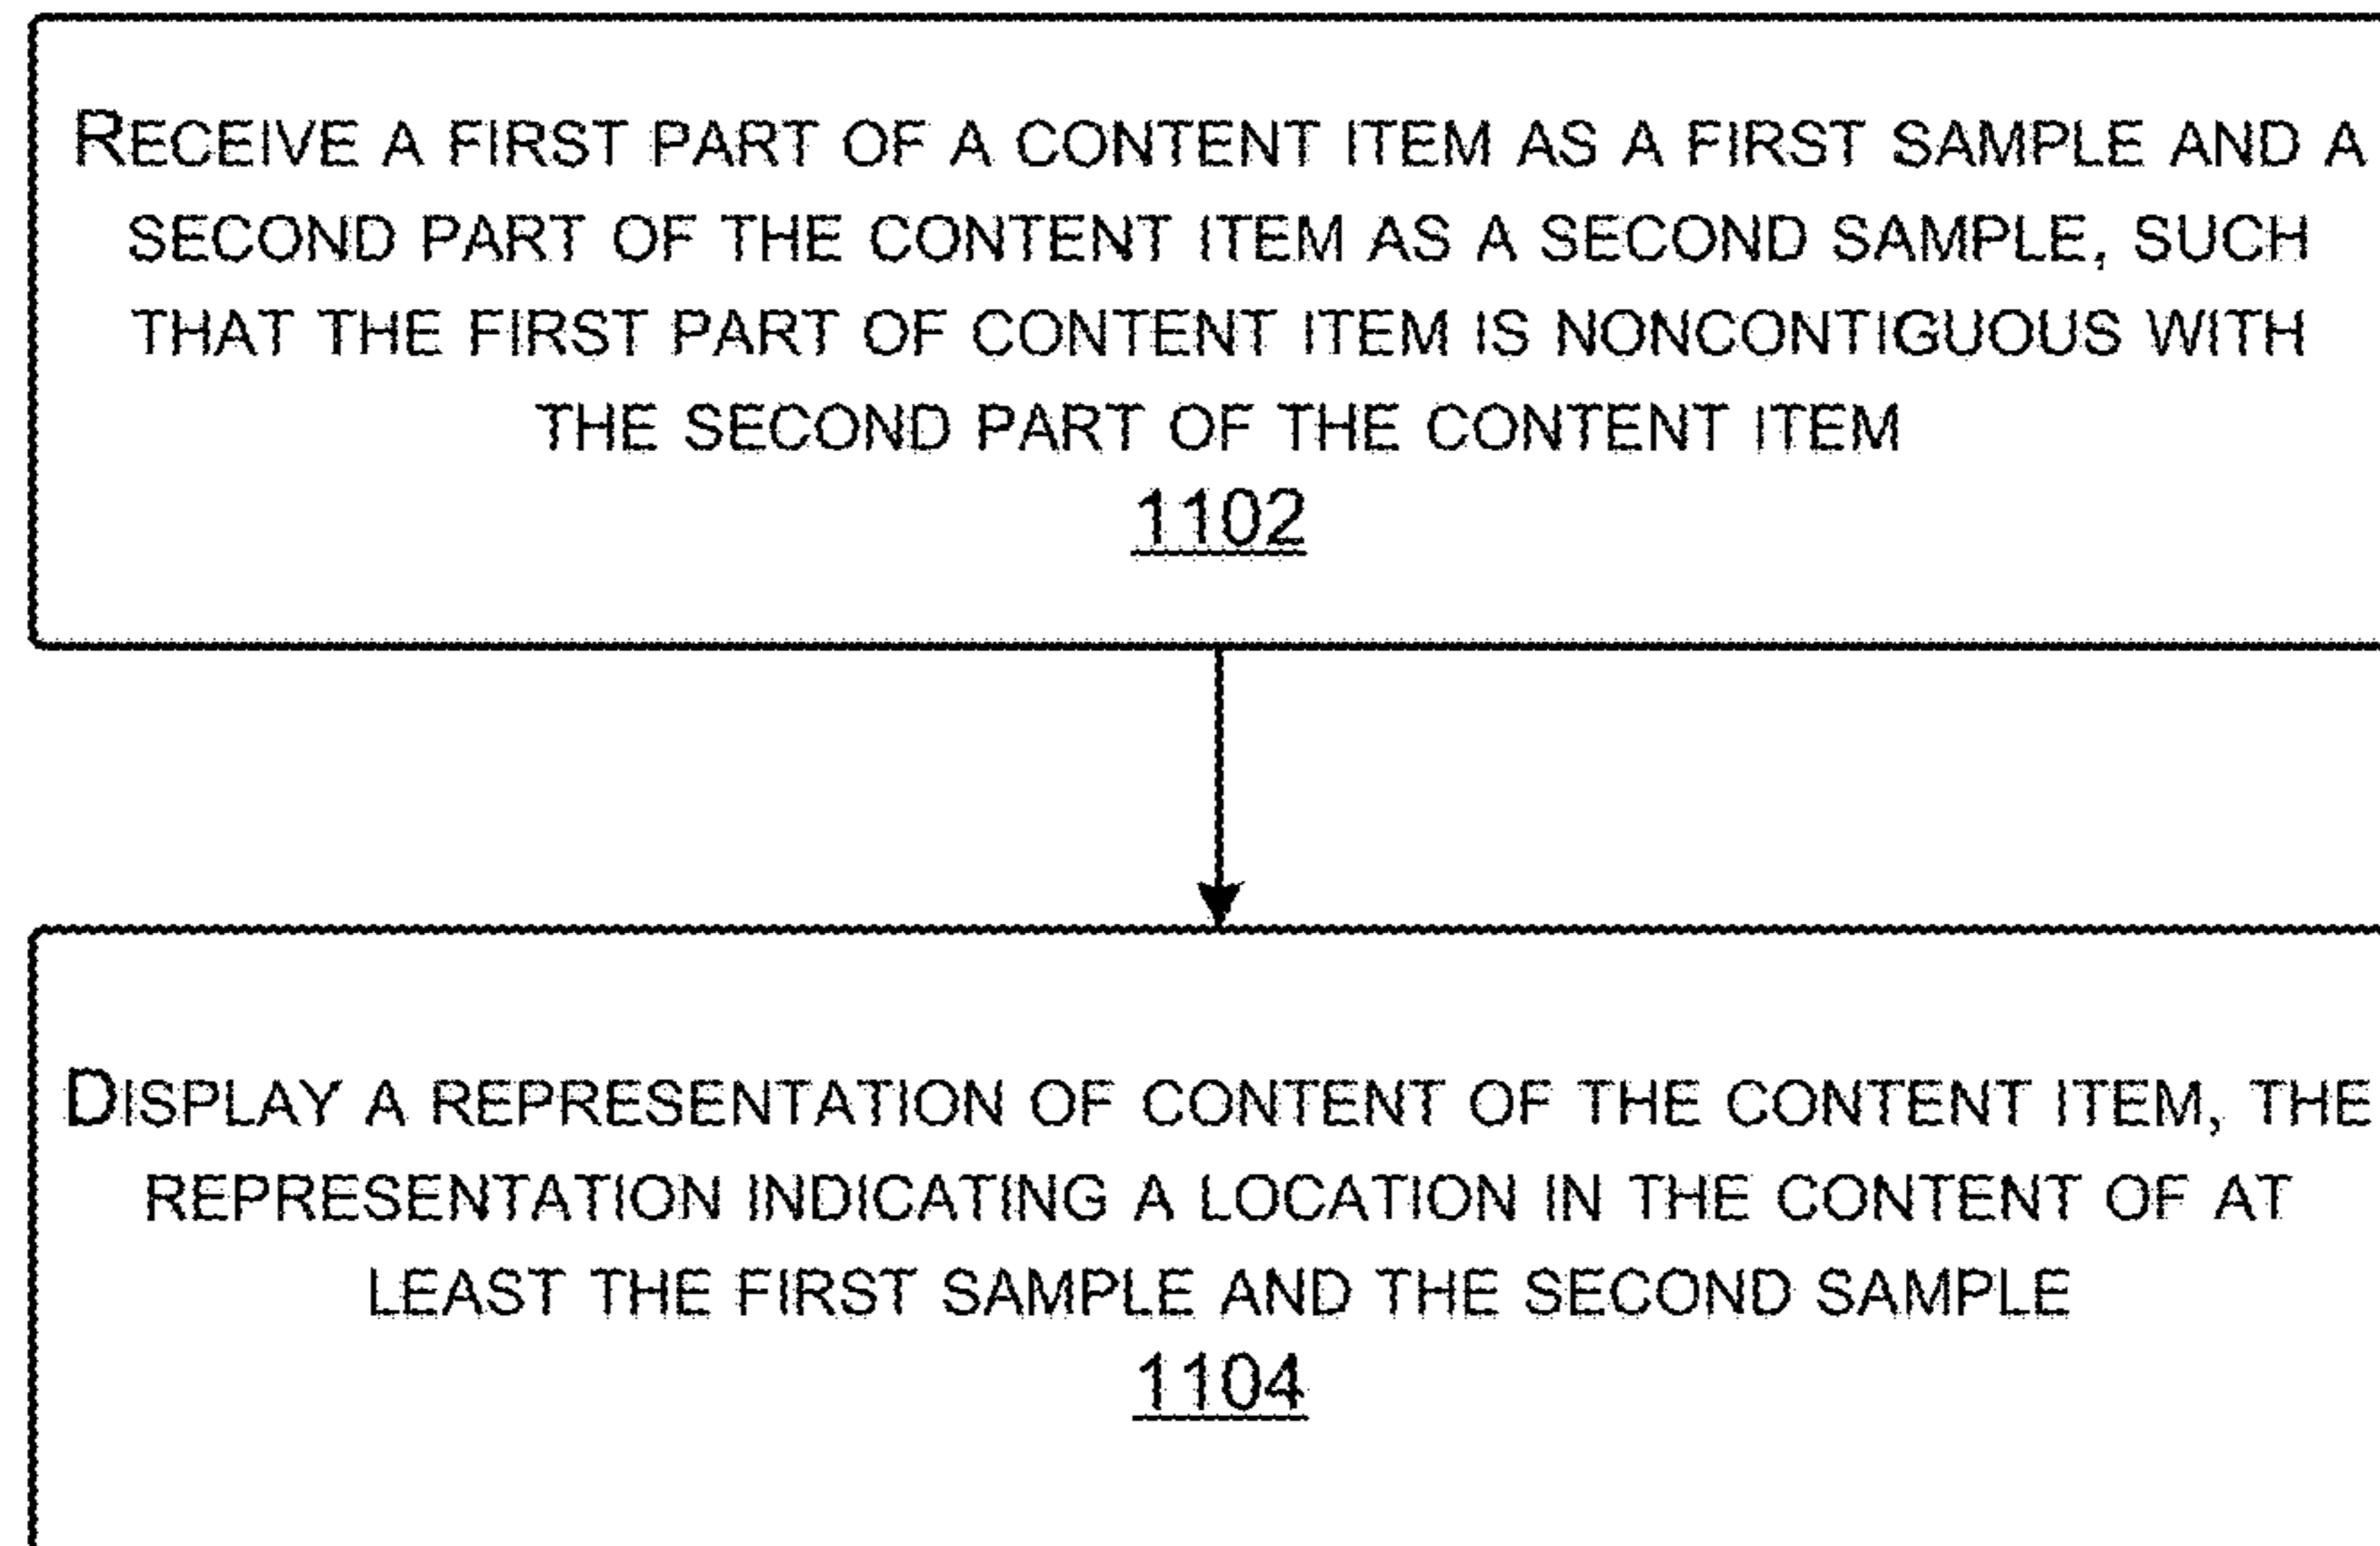 RECEIVE A FIRST PART OF A CONTENT ITEM AS A FIRST SAMPLE AND A
SECOND PART OF THE CONTENT ITEM AS A SECOND SAMPLE, SUCH
THAT THE FIRST PART OF CONTENT ITEM IS NONCONTIGUOUS WITH
THE SECOND PART OF THE CONTENT ITEM
1102
DISPLAY A REPRESENTATION OF CONTENT OF THE CONTENT ITEM, THE
REPRESENTATION INDICATING A LOCATION IN THE CONTENT OF AT
LEAST THE FIRST SAMPLE AND THE SECOND SAMPLE
1104